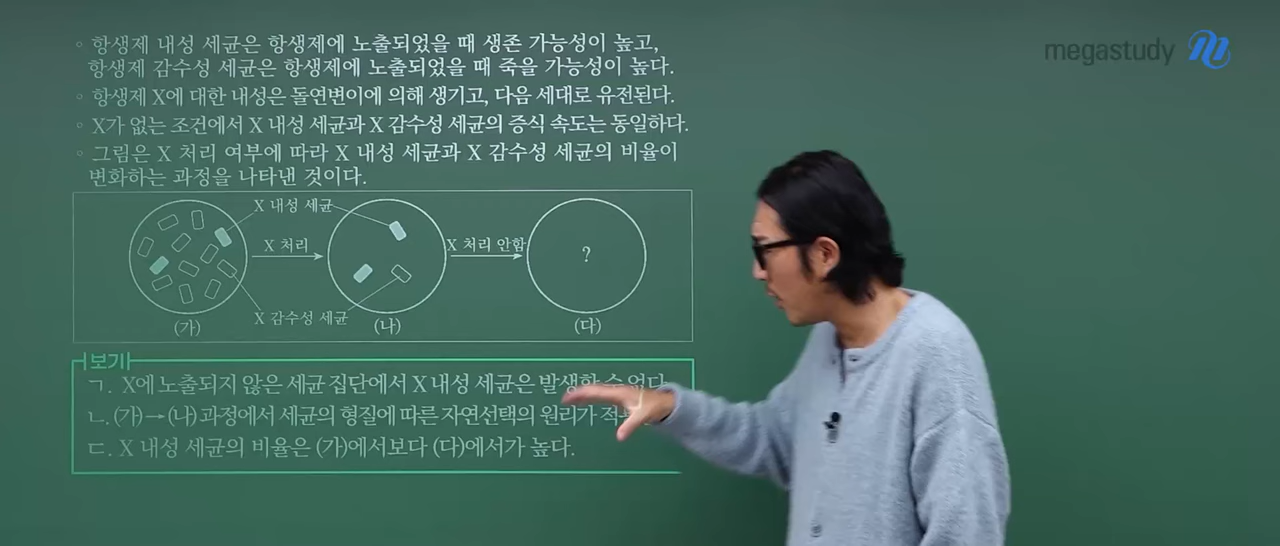 megastudy
◦ 항생제 내성 세균은 항생제에 노출되었을 때 생존 가능성이 높고,
항생제 감수성 세균은 항생제에 노출되었을 때 죽을 가능성이 높다.
◦ 항생제 X에 대한 내성은 돌연변이에 의해 생기고, 다음 세대로 유전된다.
◦ X가 없는 조건에서 X 내성 세균과 X 감수성 세균의 증식 속도는 동일하다.
◦ 그림은 X 처리 여부에 따라 X 내성 세균과 X 감수성 세균의 비율이
변화하는 과정을 나타낸 것이다.
X 내성 세균
X 처리
X 처리 안함
?
X 감수성 세균
(가)
(나)
(다)
보기
ㄱ. X에 노출되지 않은 세균 집단에서 X 내성 세균은 발생할 수 없다.
ㄴ. (가)→(나) 과정에서 세균의 형질에 따른 자연선택의 원리가
ㄷ. X 내성 세균의 비율은 (가)에서보다 (다)에서가 높다.